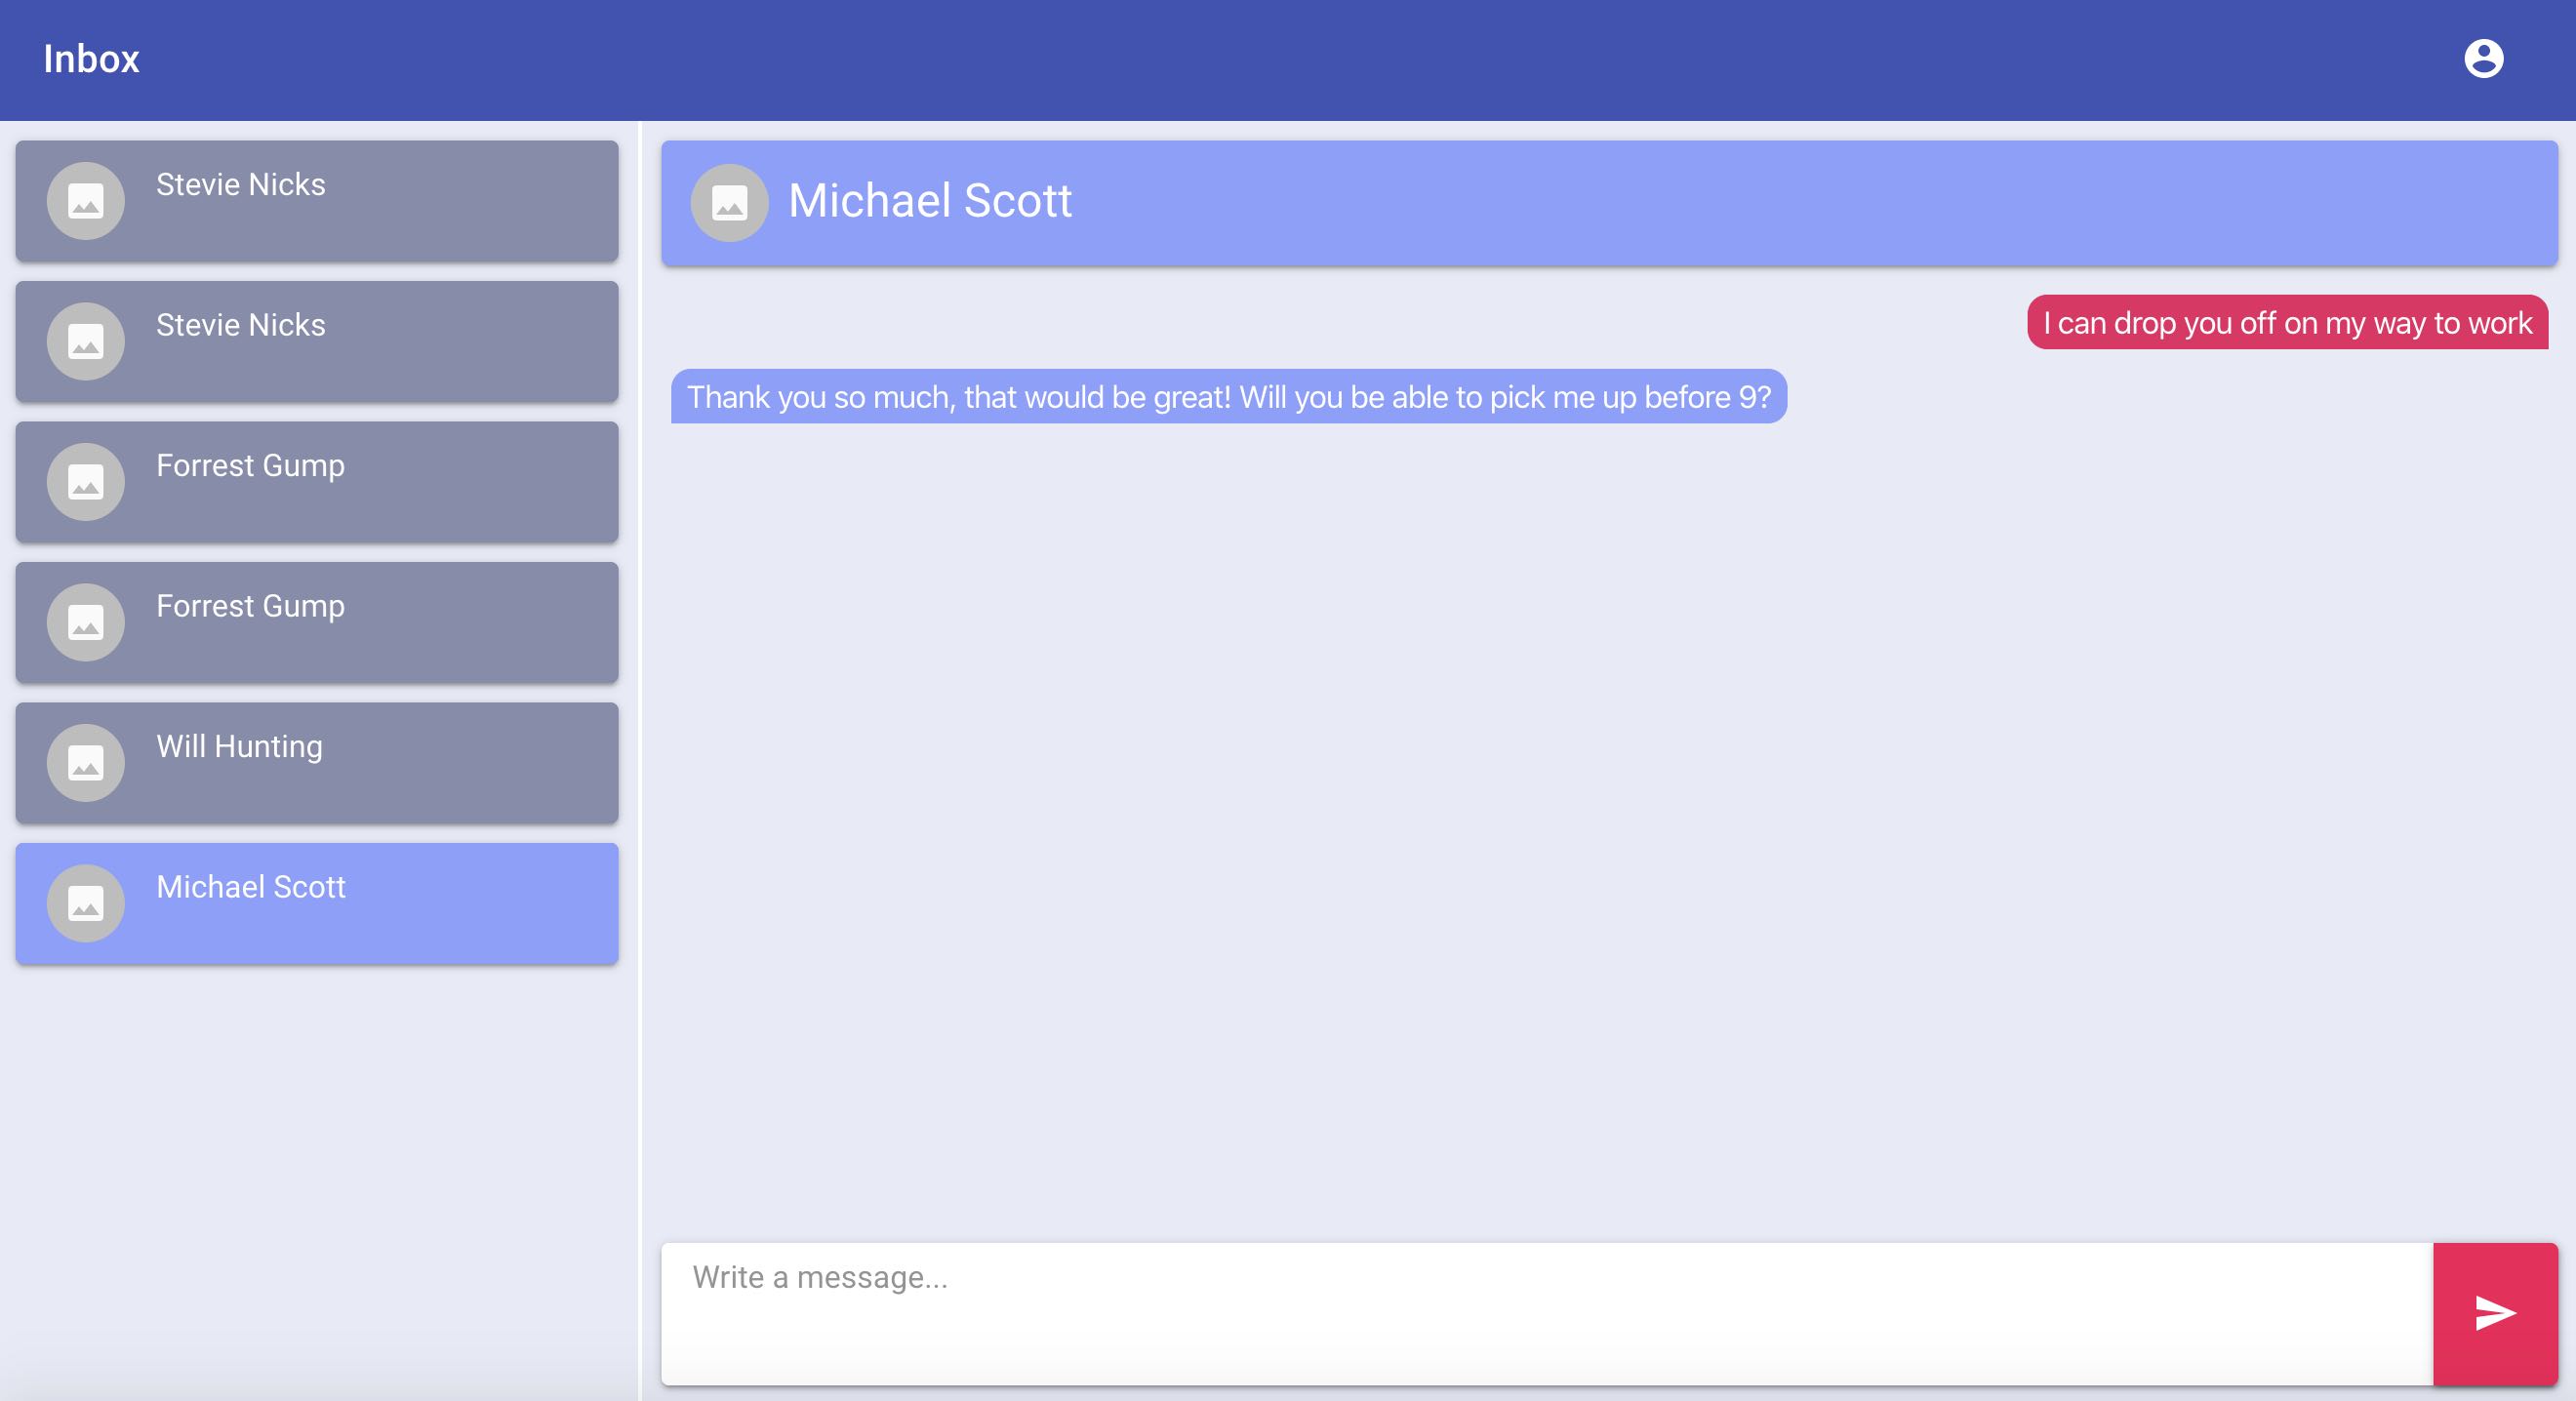 Inbox
Stevie Nicks
Stevie Nicks
Forrest Gump
Forrest Gump
Will Hunting
Michael Scott
Michael Scott
I can drop you off on my way to work
Thank you so much, that would be great! Will you be able to pick me up before 9?
Write a message...